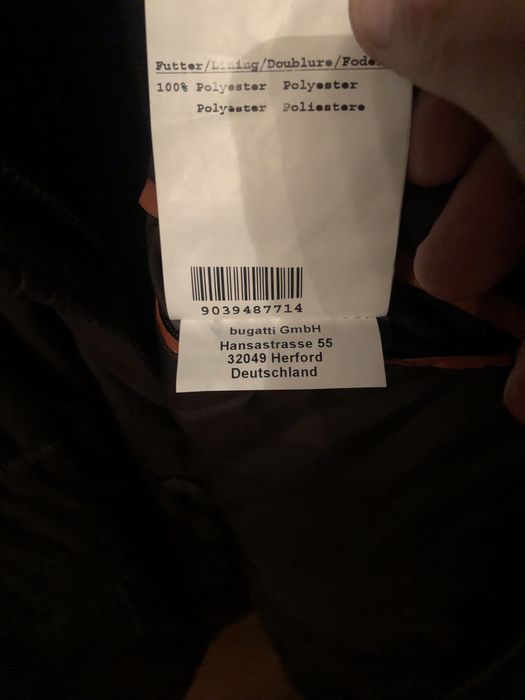 Futter/Lining/Doublure/Fode
100% Polyester Polyester
Polyester Poliestere
9039487714
bugatti GmbH
Hansastrasse 55
32049 Herford
Deutschland